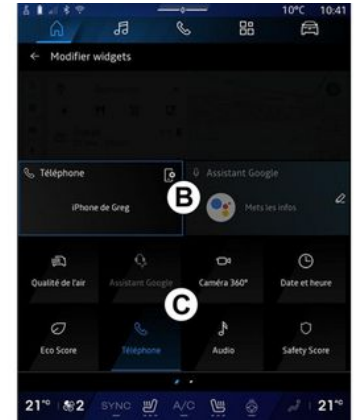 10°C 10:41
← Modifier widgets
Téléphone
Assistant Google
iPhone de Greg
B
Mets les infos
Qualité de l'air
Assistant Google
Caméra 360°
Date et heure
C
Eco Score
Téléphone
Audio
Safety Score
21° 2 SYNC A/C 21°